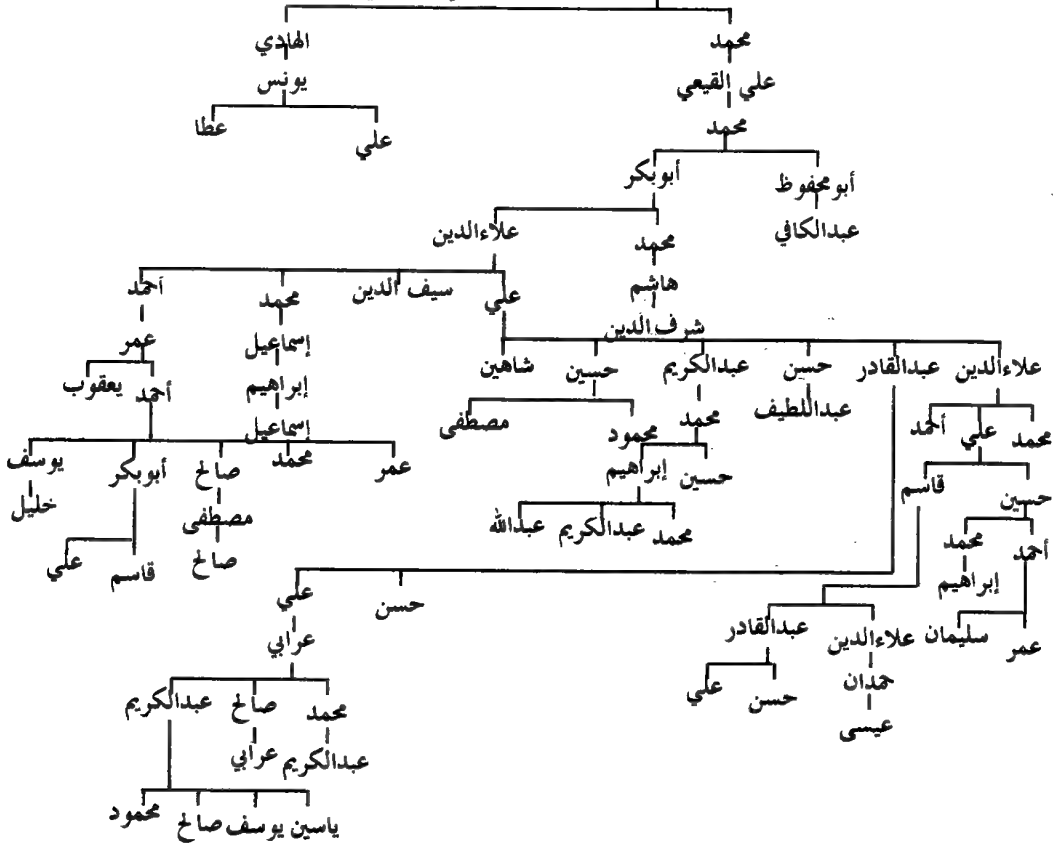 محمد الهادي
علي القيعي يونس
محمد علي عطا
أبومحفوظ أبوبكر
عبدالكافي محمد علاءالدين
هاشم علي سيف الدين محمد أحمد
شرف الدين إسماعيل عمر
علاءالدين عبدالقادر حسن عبدالكريم حسين شاهين إبراهيم أحمد يعقوب
محمد علي أحمد عبداللطيف محمد محمود مصطفى إسماعيل
حسين قاسم حسين إبراهيم عمر محمد صالح أبوبكر يوسف
أحمد محمد محمد عبدالكريم عبدالله مصطفى خليل
إبراهيم صالح قاسم علي
عمر سليمان علاءالدين عبدالقادر حسن علي
حمدان حسن علي عرابي
عيسى محمد صالح عبدالكريم
عبدالكريم عرابي
ياسين يوسف صالح محمود